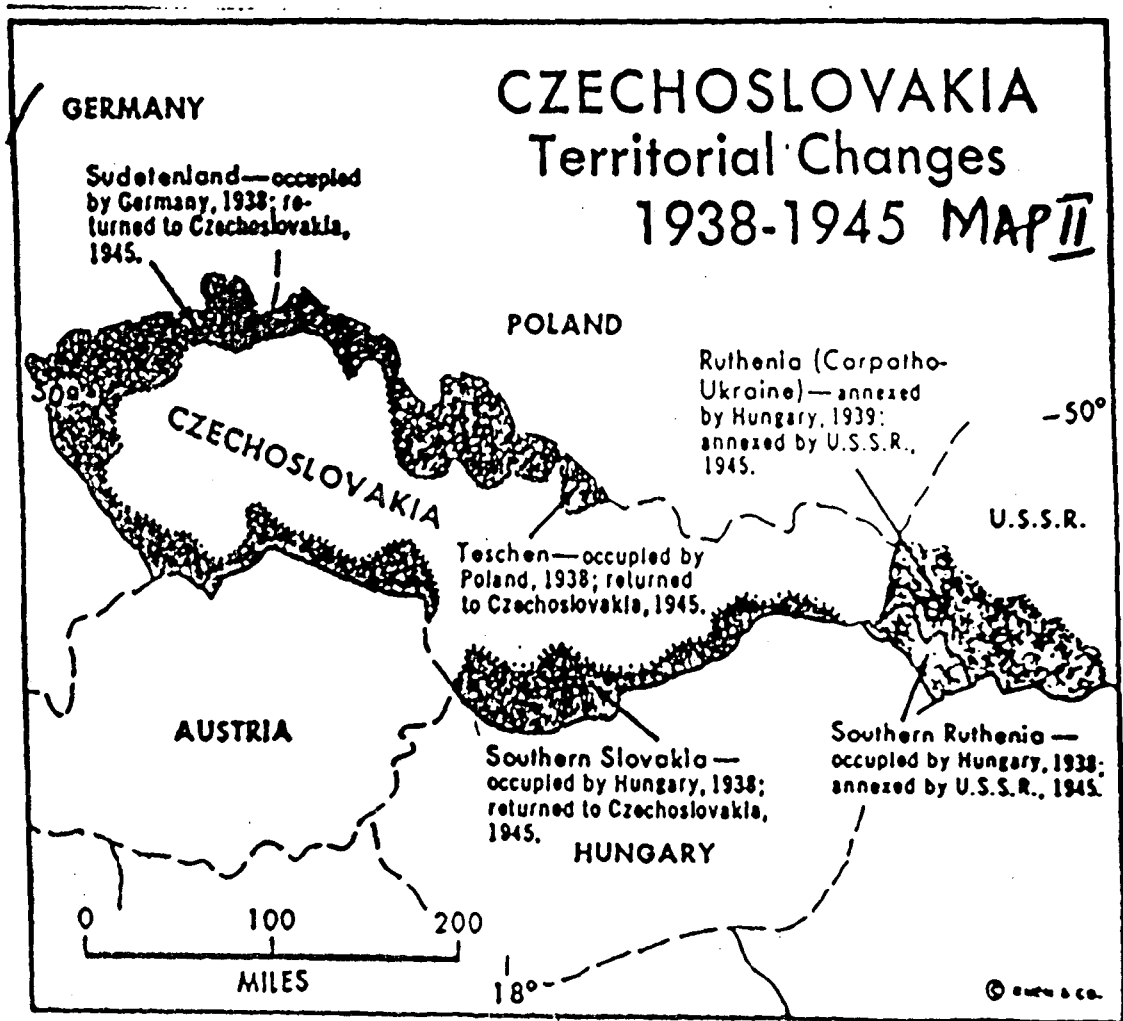 CZECHOSLOVAKIA
Territorial Changes
1938-1945 MAP II
GERMANY
Sudetenland—occupied
by Germany, 1938; re-
turned to Czechoslovakia,
1945.
POLAND
Ruthenia (Carpatho-
Ukraine)—annexed
by Hungary, 1939;
annexed by U.S.S.R.,
1945.
-50°
50°
CZECHOSLOVAKIA
U.S.S.R.
Teschen—occupied by
Poland, 1938; returned
to Czechoslovakia, 1945.
AUSTRIA
Southern Slovakia—
occupied by Hungary, 1938;
returned to Czechoslovakia,
1945.
Southern Ruthenia—
occupied by Hungary, 1938;
annexed by U.S.S.R., 1945.
HUNGARY
0 100 200
MILES
18°
© & CO.